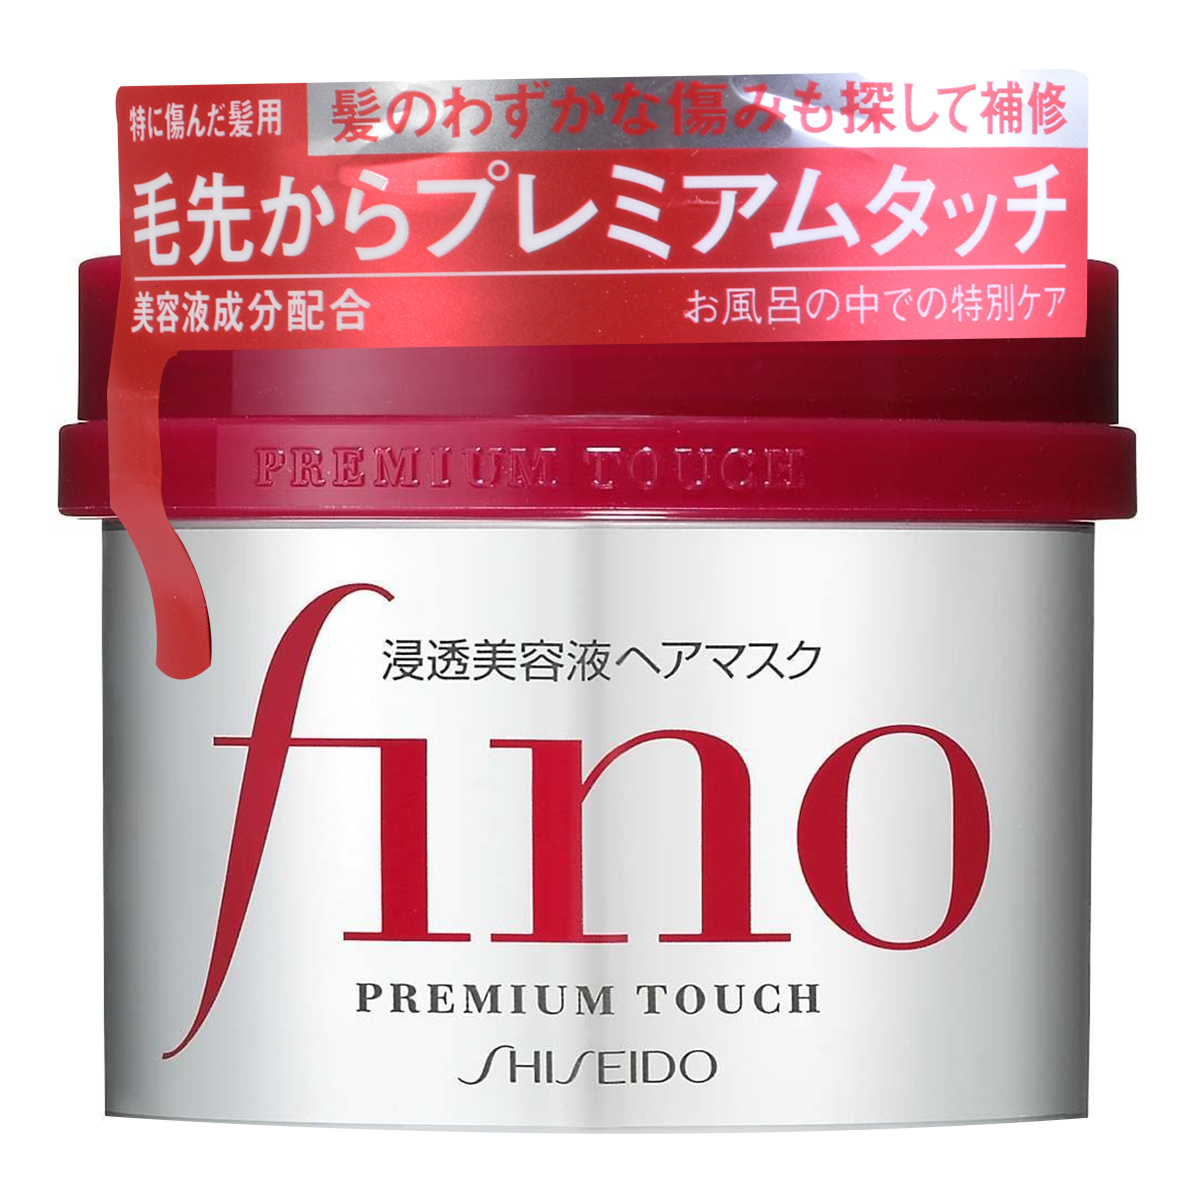 特に傷んだ髪用
髪のわずかな傷みも探して補修
毛先からプレミアムタッチ
美容液成分配合
お風呂の中での特別ケア
PREMIUM TOUCH
浸透美容液ヘアマスク
fino
PREMIUM TOUCH
SHISEIDO